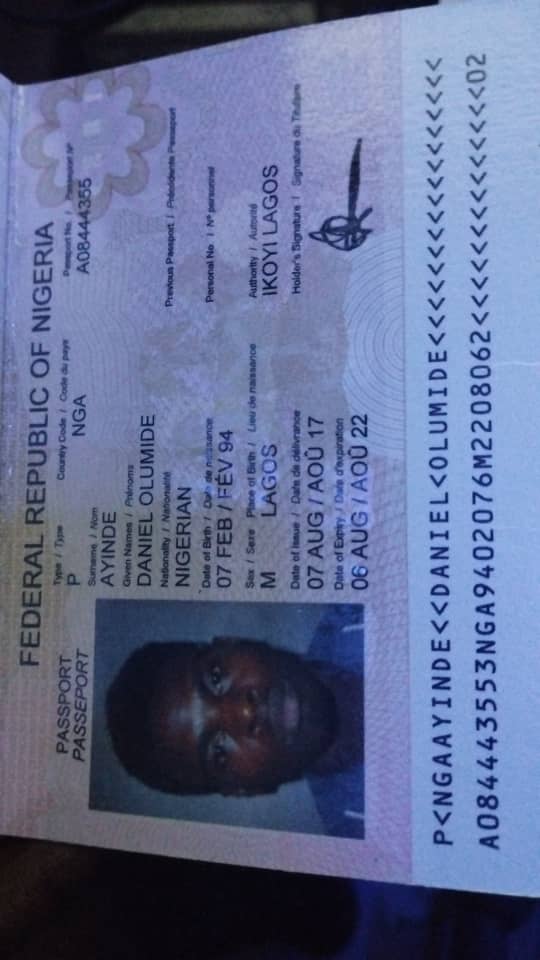 FEDERAL REPUBLIC OF NIGERIA
PASSPORT
PASSEPORT
Type / Type
P
Country Code / Code du pays
NGA
Passport No. / Passeport Nº
A08444355
Surname / Nom
AYINDE
Given Names / Prénoms
DANIEL OLUMIDE
Nationality / Nationalité
NIGERIAN
Previous Passport / Précédente Passeport
Date of Birth / Date de naissance
07 FEB / FÉV 94
Personal No. / Nº personnel
Sex / Sexe
M
Place of Birth / Lieu de naissance
LAGOS
Authority / Autorité
IKOYI LAGOS
Date of Issue / Date de délivrance
07 AUG / AOÛ 17
Holder's Signature / Signature du Titulaire
Date of Expiry / Date d'expiration
06 AUG / AOÛ 22
P<NGAAYINDE<<DANIEL<OLUMIDE<<<<<<<<<<<<<<<<<
A084443553NGA9402076M2208062<<<<<<<<<<<<<<02